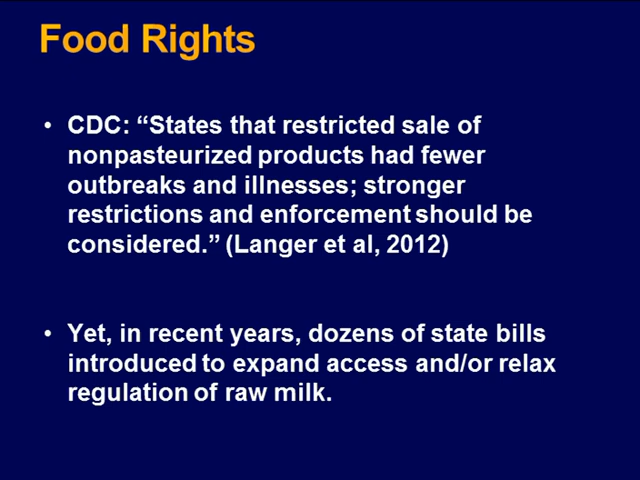 Food Rights
• CDC: “States that restricted sale of
nonpasteurized products had fewer
outbreaks and illnesses; stronger
restrictions and enforcement should be
considered.” (Langer et al, 2012)
• Yet, in recent years, dozens of state bills
introduced to expand access and/or relax
regulation of raw milk.